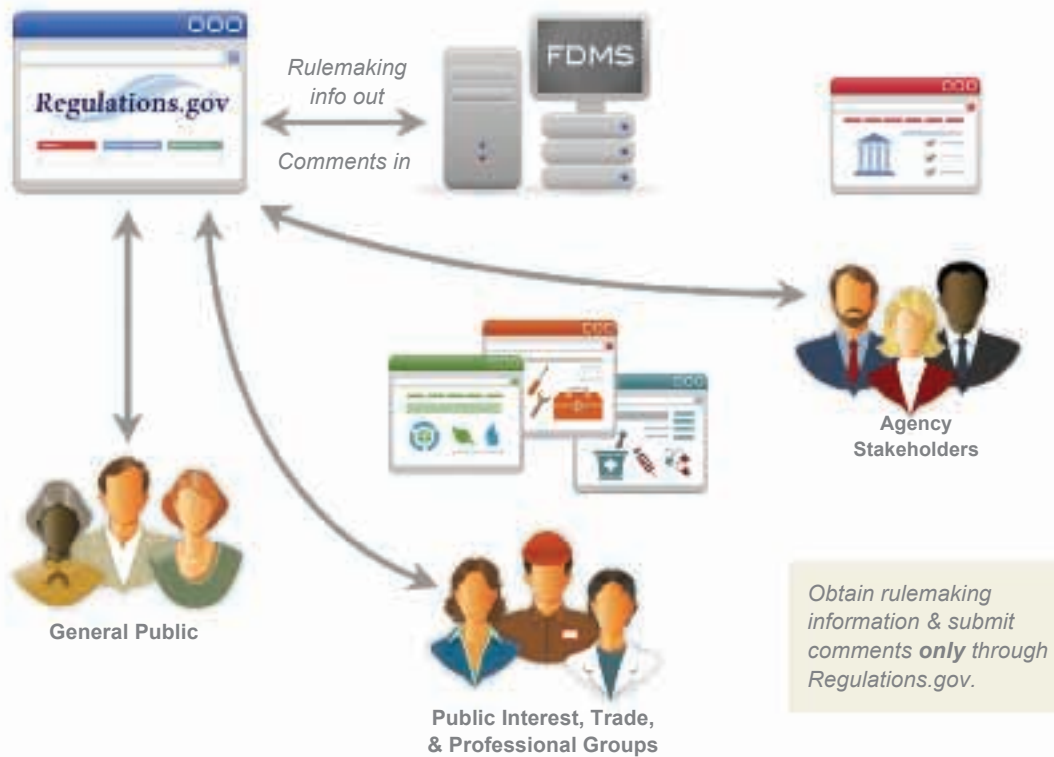 Regulations.gov
Rulemaking
info out
Comments in
FDMS
Agency
Stakeholders
General Public
Public Interest, Trade,
& Professional Groups
Obtain rulemaking
information & submit
comments only through
Regulations.gov.